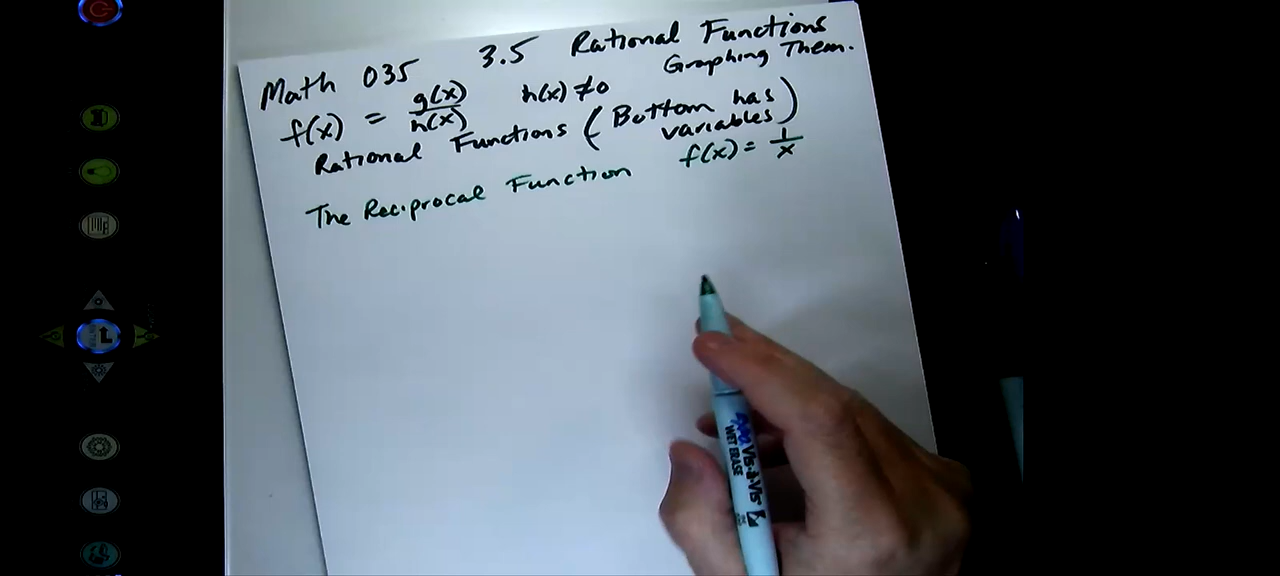 Math 035 3.5 Rational Functions
Graphing Them.
f(x) = g(x)/h(x) h(x) ≠ 0
Rational Functions (Bottom has variables)
The Reciprocal Function f(x) = 1/x
Vis-à-Vis
WET ERASE